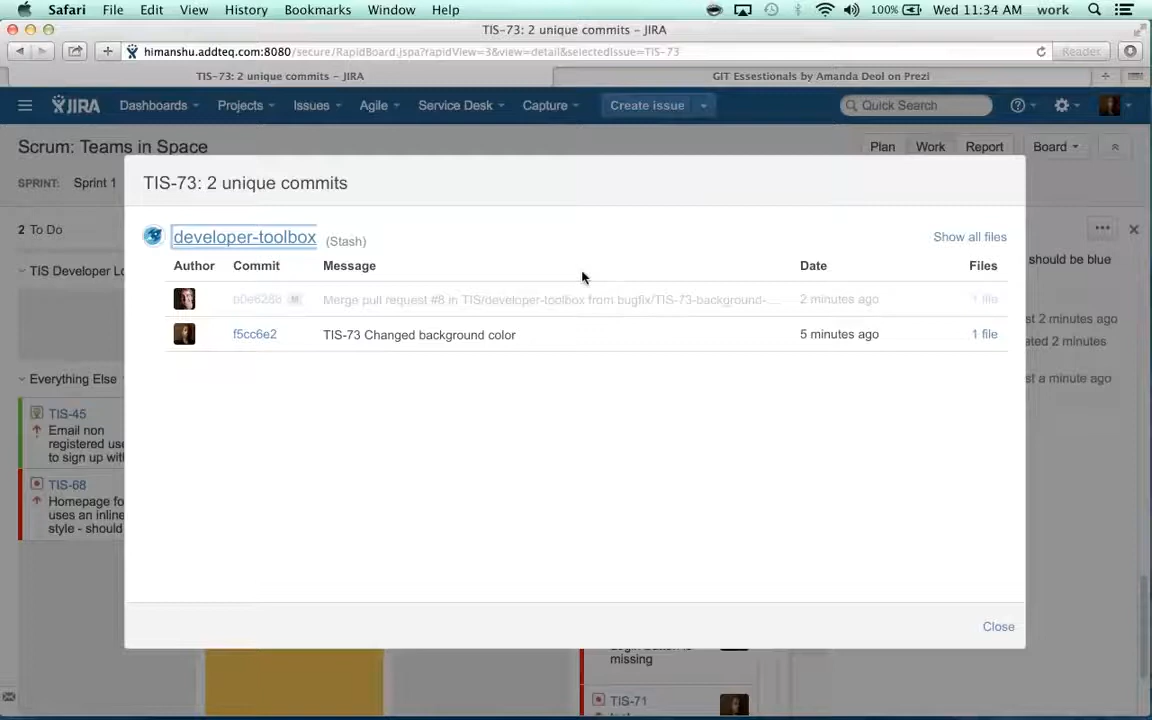 Safari File Edit View History Bookmarks Window Help 100% Wed 11:34 AM work
himanshu.addteq.com:8080/secure/RapidBoard.jspa?rapidView=3&view=detail&selectedIssue=TIS-73 Reader
TIS-73: 2 unique commits – JIRA GIT Essestionals by Amanda Deol on Prezi
JIRA Dashboards Projects Issues Agile Service Desk Capture Create issue Quick Search
Scrum: Teams in Space Plan Work Report Board
SPRINT: Sprint 1
TIS-73: 2 unique commits
2 To Do
developer-toolbox (Stash) Show all files
should be blue
Author Commit Message Date Files
TIS Developer Lo
b0e628d M Merge pull request #8 in TIS/developer-toolbox from bugfix/TIS-73-background-... 2 minutes ago 1 file
st 2 minutes ago
f5cc6e2 TIS-73 Changed background color 5 minutes ago 1 file
ated 2 minutes ago
Everything Else
st a minute ago
TIS-45
Email non
registered use
to sign up with
TIS-68
Homepage fo
uses an inline
style - should
Close
missing
TIS-71